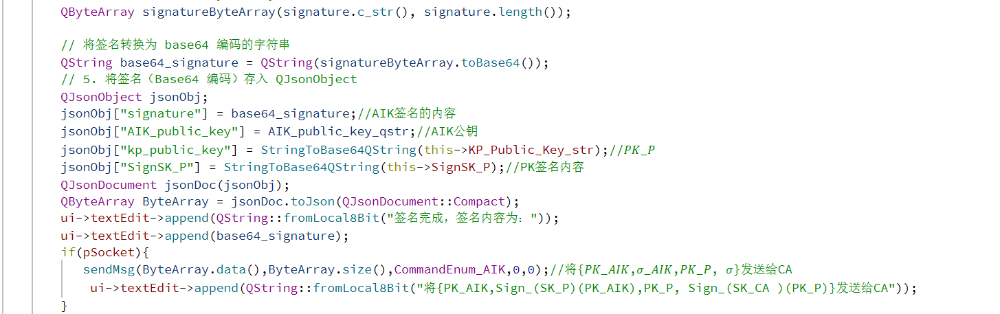 QByteArray signatureByteArray(signature.c_str(), signature.length());
// 将签名转换为 base64 编码的字符串
QString base64_signature = QString(signatureByteArray.toBase64());
// 5. 将签名（Base64 编码）存入 QJsonObject
QJsonObject jsonObj;
jsonObj["signature"] = base64_signature;//AIK签名的内容
jsonObj["AIK_public_key"] = AIK_public_key_qstr;//AIK公钥
jsonObj["kp_public_key"] = StringToBase64QString(this->KP_Public_Key_str);//𝑃𝐾_𝑃
jsonObj["SignSK_P"] = StringToBase64QString(this->SignSK_P);//PK签名内容
QJsonDocument jsonDoc(jsonObj);
QByteArray ByteArray = jsonDoc.toJson(QJsonDocument::Compact);
ui->textEdit->append(QString::fromLocal8Bit("签名完成，签名内容为："));
ui->textEdit->append(base64_signature);
if(pSocket){
sendMsg(ByteArray.data(),ByteArray.size(),CommandEnum_AIK,0,0);//将{𝑃𝐾_𝐴𝐼𝐾,𝜎_𝐴𝐼𝐾,𝑃𝐾_𝑃, 𝜎}发送给CA
ui->textEdit->append(QString::fromLocal8Bit("将{PK_AIK,Sign_(SK_P)(PK_AIK),PK_P, Sign_(SK_CA )(PK_P)}发送给CA"));
}